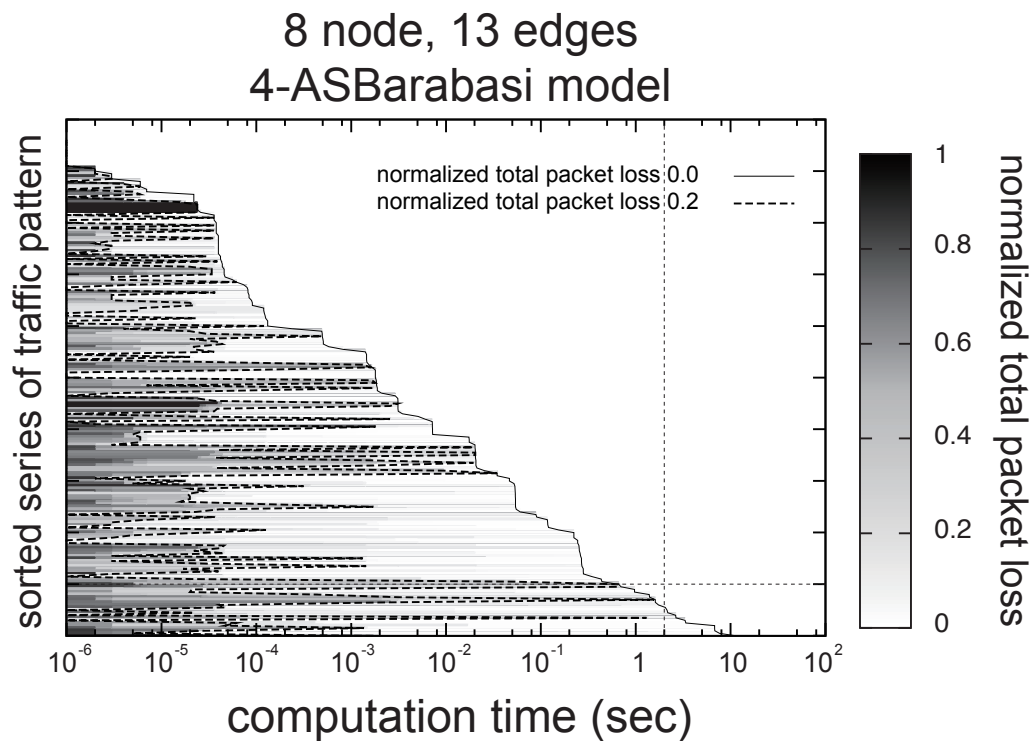 8 node, 13 edges
4-ASBarabasi model
sorted series of traffic pattern
normalized total packet loss 0.0
normalized total packet loss 0.2
10^-6 10^-5 10^-4 10^-3 10^-2 10^-1 1 10 10^2
computation time (sec)
1
0.8
0.6
0.4
0.2
0
normalized total packet loss